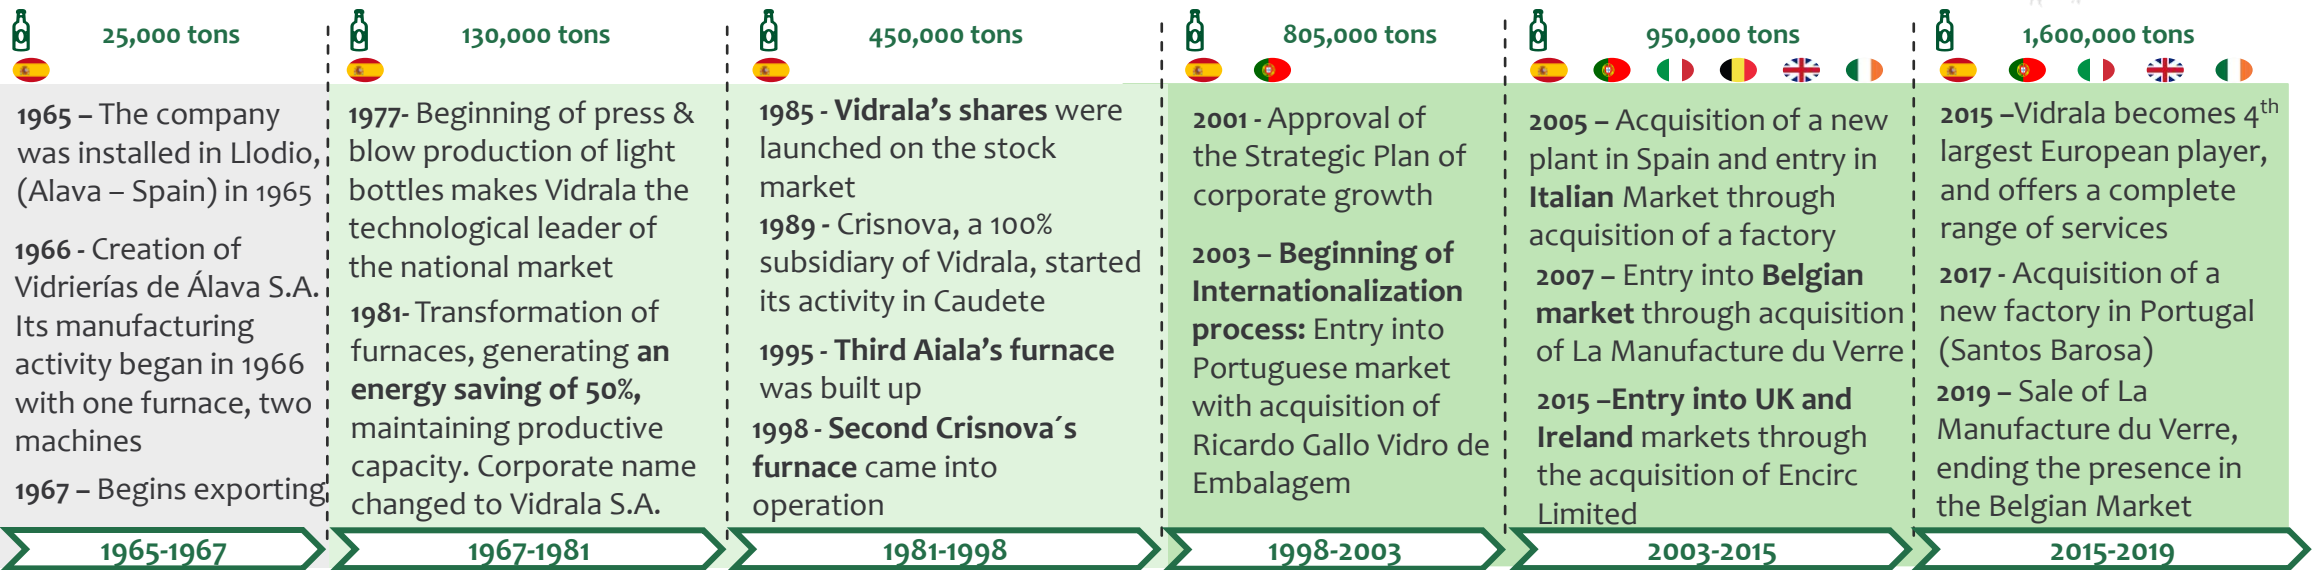 25,000 tons
1965 – The company
was installed in Llodio,
(Alava – Spain) in 1965
1966 - Creation of
Vidrierías de Álava S.A.
Its manufacturing
activity began in 1966
with one furnace, two
machines
1967 – Begins exporting
1965-1967
130,000 tons
1977- Beginning of press &
blow production of light
bottles makes Vidrala the
technological leader of
the national market
1981- Transformation of
furnaces, generating an
energy saving of 50%,
maintaining productive
capacity. Corporate name
changed to Vidrala S.A.
1967-1981
450,000 tons
1985 - Vidrala’s shares were
launched on the stock
market
1989 - Crisnova, a 100%
subsidiary of Vidrala, started
its activity in Caudete
1995 - Third Aiala’s furnace
was built up
1998 - Second Crisnova´s
furnace came into
operation
1981-1998
805,000 tons
2001 - Approval of
the Strategic Plan of
corporate growth
2003 – Beginning of
Internationalization
process: Entry into
Portuguese market
with acquisition of
Ricardo Gallo Vidro de
Embalagem
1998-2003
950,000 tons
2005 – Acquisition of a new
plant in Spain and entry in
Italian Market through
acquisition of a factory
2007 – Entry into Belgian
market through acquisition
of La Manufacture du Verre
2015 –Entry into UK and
Ireland markets through
the acquisition of Encirc
Limited
2003-2015
1,600,000 tons
2015 –Vidrala becomes 4th
largest European player,
and offers a complete
range of services
2017 - Acquisition of a
new factory in Portugal
(Santos Barosa)
2019 – Sale of La
Manufacture du Verre,
ending the presence in
the Belgian Market
2015-2019